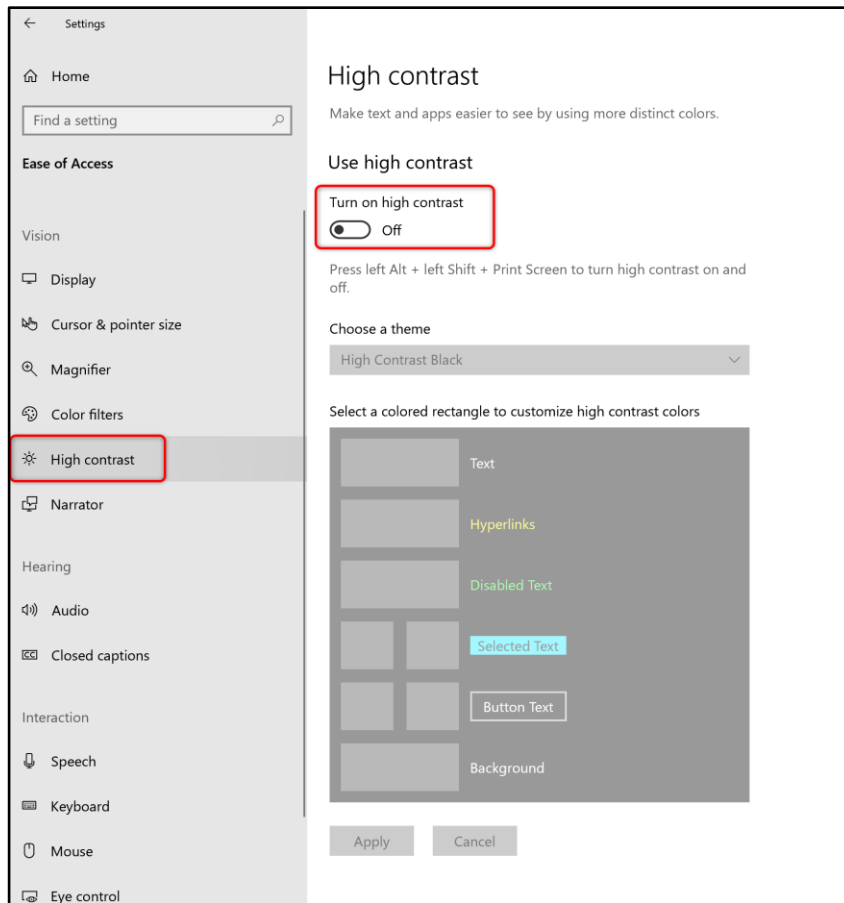 Settings
Home
Find a setting
Ease of Access
Vision
Display
Cursor & pointer size
Magnifier
Color filters
High contrast
Narrator
Hearing
Audio
Closed captions
Interaction
Speech
Keyboard
Mouse
Eye control
High contrast
Make text and apps easier to see by using more distinct colors.
Use high contrast
Turn on high contrast
Off
Press left Alt + left Shift + Print Screen to turn high contrast on and
off.
Choose a theme
High Contrast Black
Select a colored rectangle to customize high contrast colors
Text
Hyperlinks
Disabled Text
Selected Text
Button Text
Background
Apply Cancel